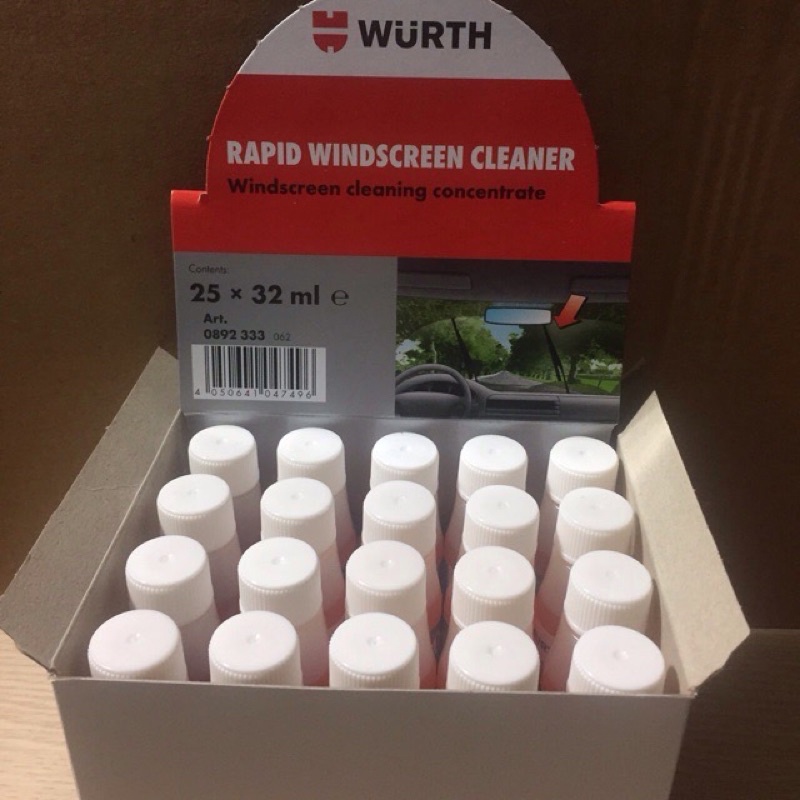 WÜRTH
RAPID WINDSCREEN CLEANER
Windscreen cleaning concentrate
Contents:
25 × 32 ml ℮
Art.
0892 333 062
4 050641 047496